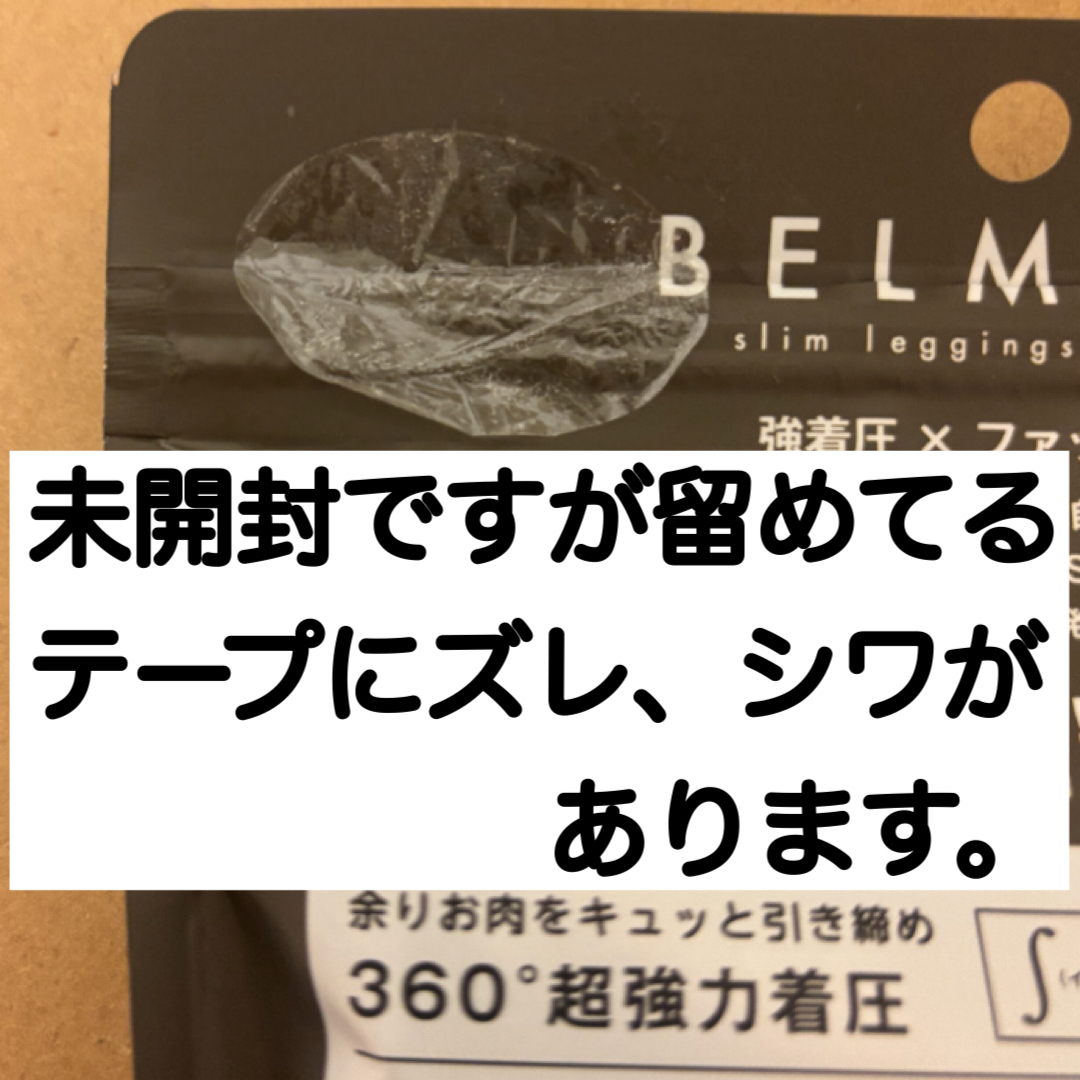 BELM
slim leggings
強着圧 × ファッ
未開封ですが留めてる
テープにズレ、シワが
あります。
余りお肉をキュッと引き締め
360°超強力着圧